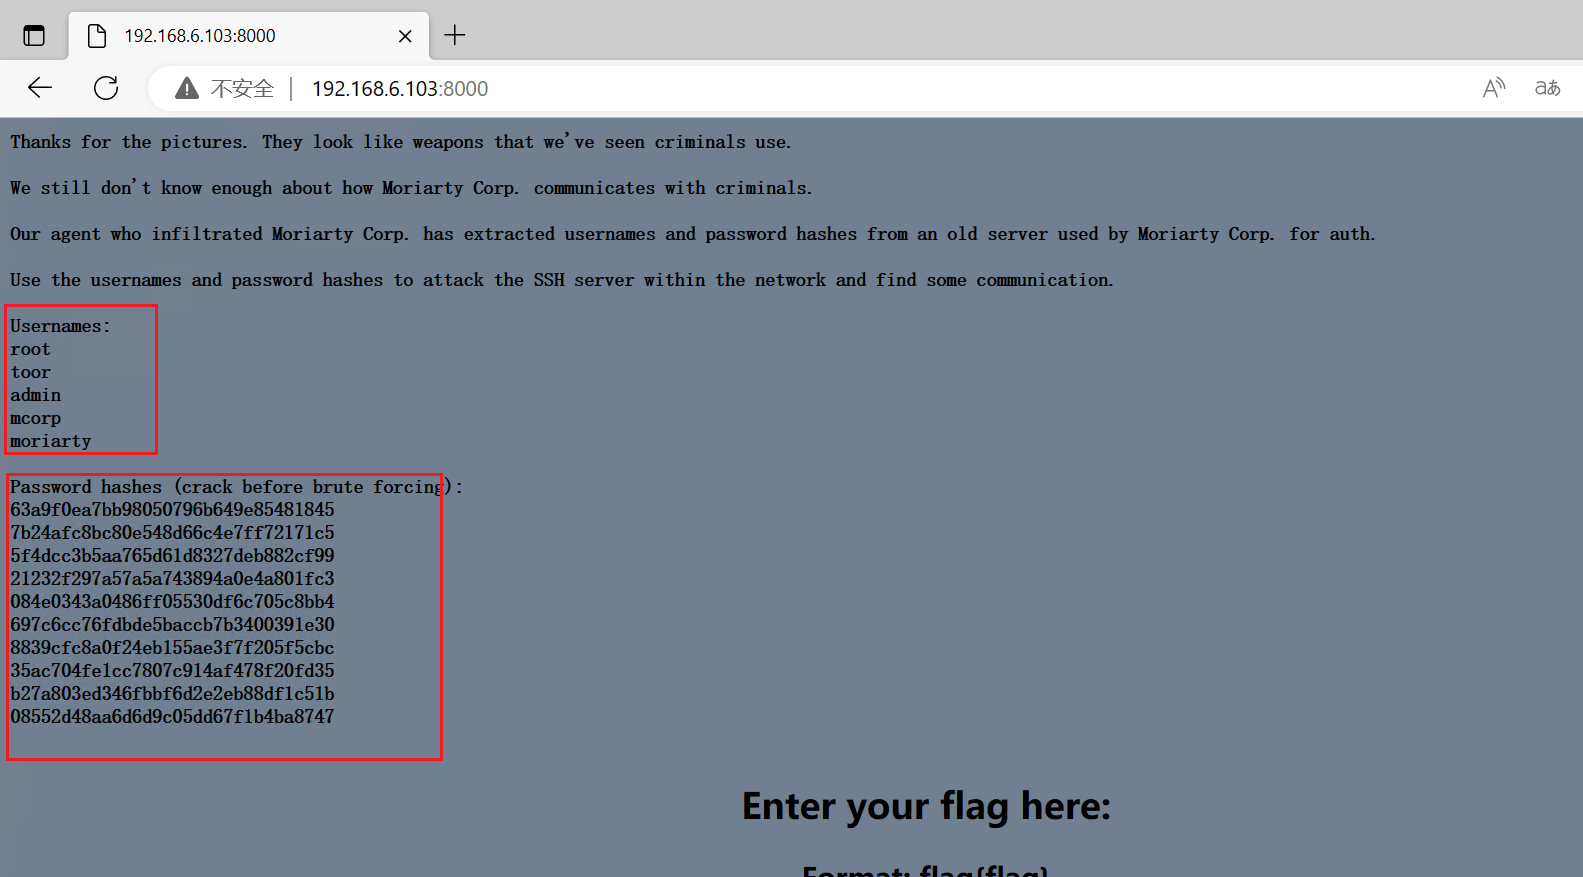 192.168.6.103:8000
不安全 | 192.168.6.103:8000
Thanks for the pictures. They look like weapons that we've seen criminals use.
We still don't know enough about how Moriarty Corp. communicates with criminals.
Our agent who infiltrated Moriarty Corp. has extracted usernames and password hashes from an old server used by Moriarty Corp. for auth.
Use the usernames and password hashes to attack the SSH server within the network and find some communication.
Usernames:
root
toor
admin
mcorp
moriarty
Password hashes (crack before brute forcing):
63a9f0ea7bb98050796b649e85481845
7b24afc8bc80e548d66c4e7ff72171c5
5f4dcc3b5aa765d61d8327deb882cf99
21232f297a57a5a743894a0e4a801fc3
084e0343a0486ff05530df6c705c8bb4
697c6cc76fdbde5baccb7b3400391e30
8839cfc8a0f24eb155ae3f7f205f5cbc
35ac704fe1cc7807c914af478f20fd35
b27a803ed346fbbf6d2e2eb88df1c51b
08552d48aa6d6d9c05dd67f1b4ba8747
Enter your flag here:
Format: flag{flag}